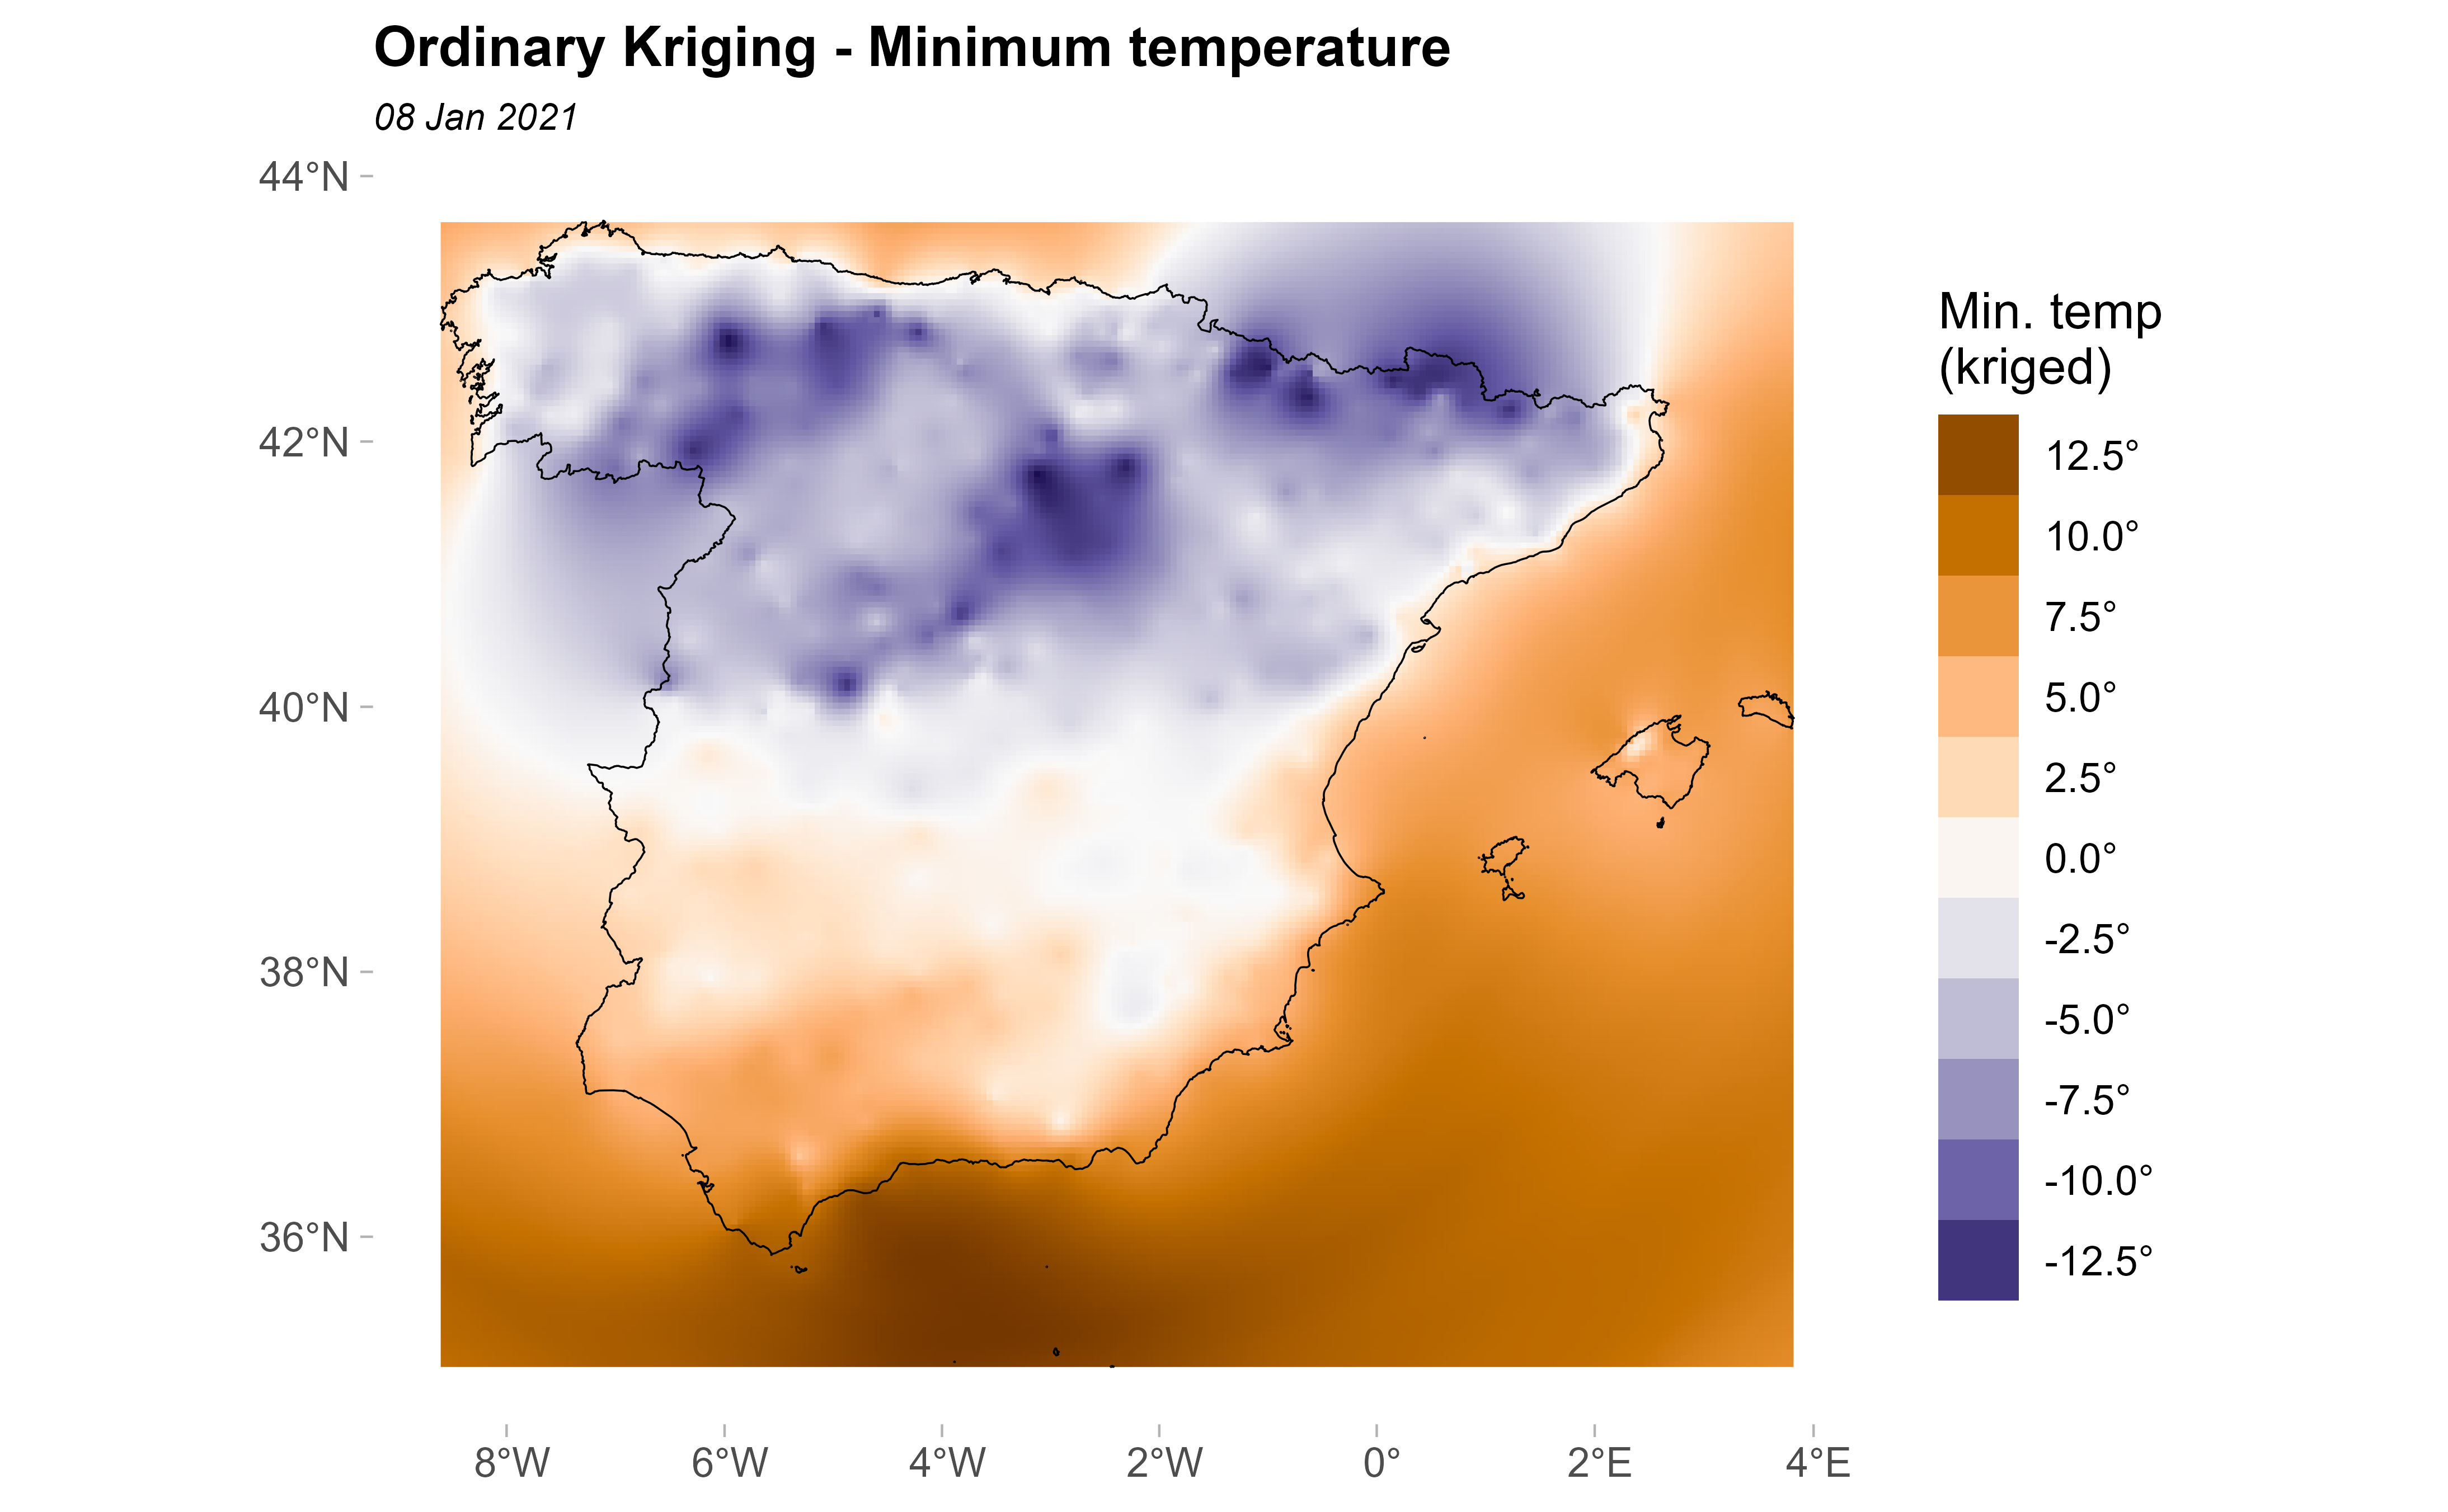 Ordinary Kriging - Minimum temperature
08 Jan 2021
44°N
42°N
40°N
38°N
36°N
8°W 6°W 4°W 2°W 0° 2°E 4°E
Min. temp
(kriged)
12.5°
10.0°
7.5°
5.0°
2.5°
0.0°
-2.5°
-5.0°
-7.5°
-10.0°
-12.5°